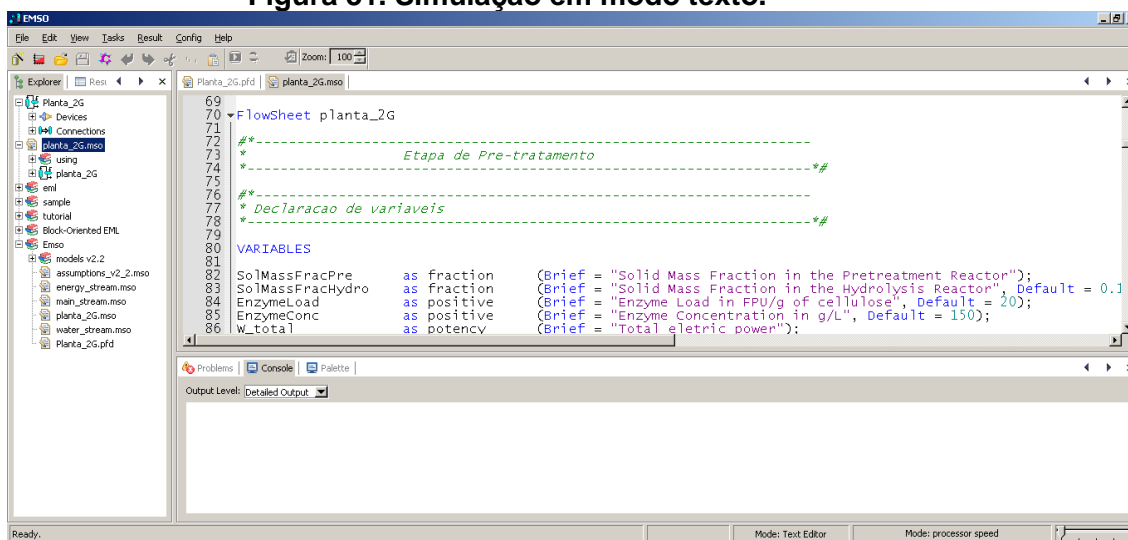 Figura 31. Simulação em modo texto.
EMSO
File Edit View Tasks Result Config Help
Zoom: 100
Explorer Resu
Planta_2G.pfd planta_2G.mso
Planta_2G
Devices
Connections
planta_2G.mso
using
planta_2G
eml
sample
tutorial
Block-Oriented EML
Emso
models v2.2
assumptions_v2_2.mso
energy_stream.mso
main_stream.mso
planta_2G.mso
water_stream.mso
Planta_2G.pfd
69
70 FlowSheet planta_2G
71
72 #*-------------------------------------------------------------------
73 * Etapa de Pre-tratamento
74 *--------------------------------------------------------------------*#
75
76 #*-------------------------------------------------------------------
77 * Declaracao de variaveis
78 *--------------------------------------------------------------------*#
79
80 VARIABLES
81
82 SolMassFracPre as fraction (Brief = "Solid Mass Fraction in the Pretreatment Reactor");
83 SolMassFracHydro as fraction (Brief = "Solid Mass Fraction in the Hydrolysis Reactor", Default = 0.1
84 EnzymeLoad as positive (Brief = "Enzyme Load in FPU/g of cellulose", Default = 20);
85 EnzymeConc as positive (Brief = "Enzyme Concentration in g/L", Default = 150);
86 W_total as potency (Brief = "Total eletric power");
Problems Console Palette
Output Level: Detailed Output
Ready. Mode: Text Editor Mode: processor speed